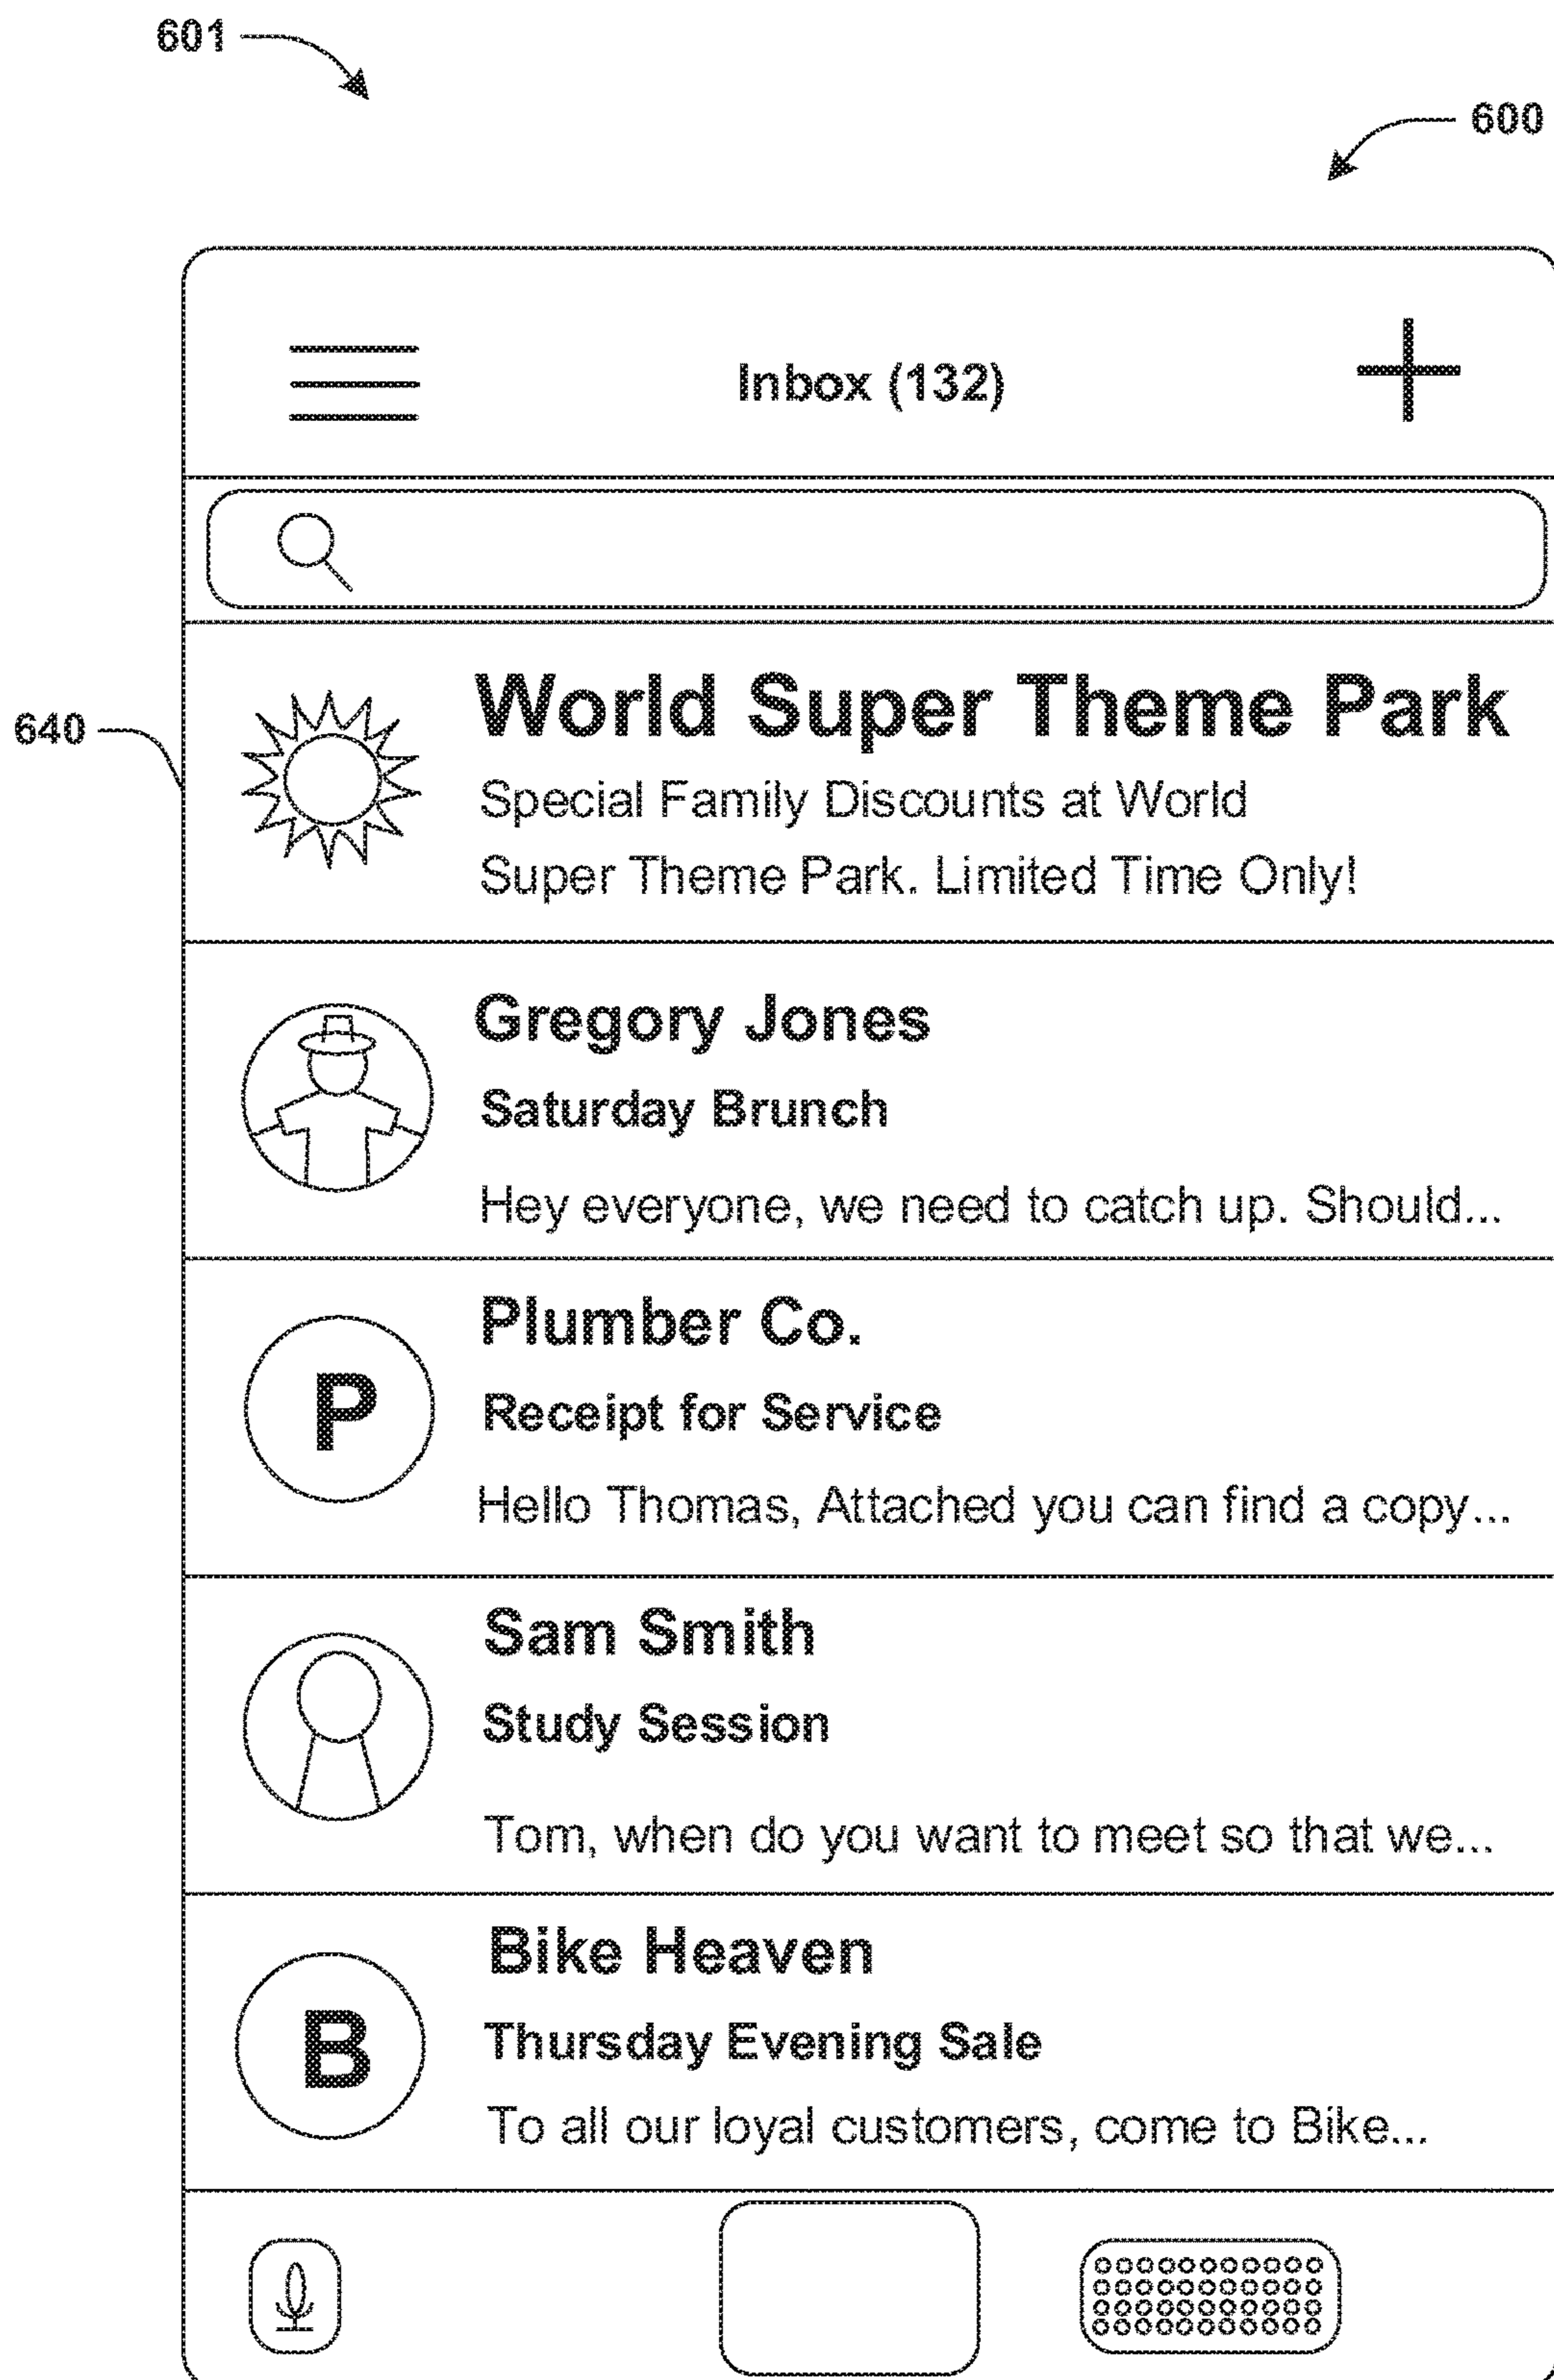 601
600
Inbox (132)
640
World Super Theme Park
Special Family Discounts at World
Super Theme Park. Limited Time Only!
Gregory Jones
Saturday Brunch
Hey everyone, we need to catch up. Should...
P
Plumber Co.
Receipt for Service
Hello Thomas, Attached you can find a copy...
Sam Smith
Study Session
Tom, when do you want to meet so that we...
B
Bike Heaven
Thursday Evening Sale
To all our loyal customers, come to Bike...